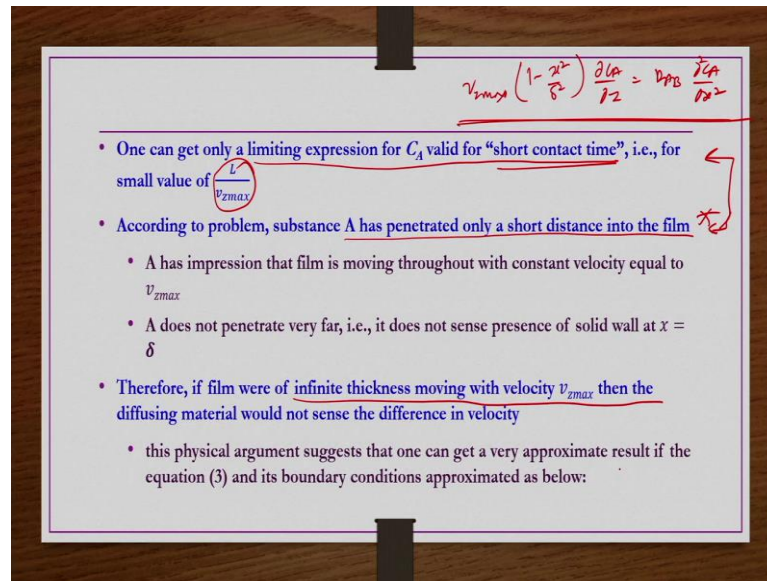 v_zmax (1 - x²/δ²) ∂C_A/∂z = D_AB ∂²C_A/∂x²
• One can get only a limiting expression for C_A valid for “short contact time”, i.e., for
small value of L/v_zmax
• According to problem, substance A has penetrated only a short distance into the film
• A has impression that film is moving throughout with constant velocity equal to
v_zmax
• A does not penetrate very far, i.e., it does not sense presence of solid wall at x =
δ
• Therefore, if film were of infinite thickness moving with velocity v_zmax then the
diffusing material would not sense the difference in velocity
• this physical argument suggests that one can get a very approximate result if the
equation (3) and its boundary conditions approximated as below: